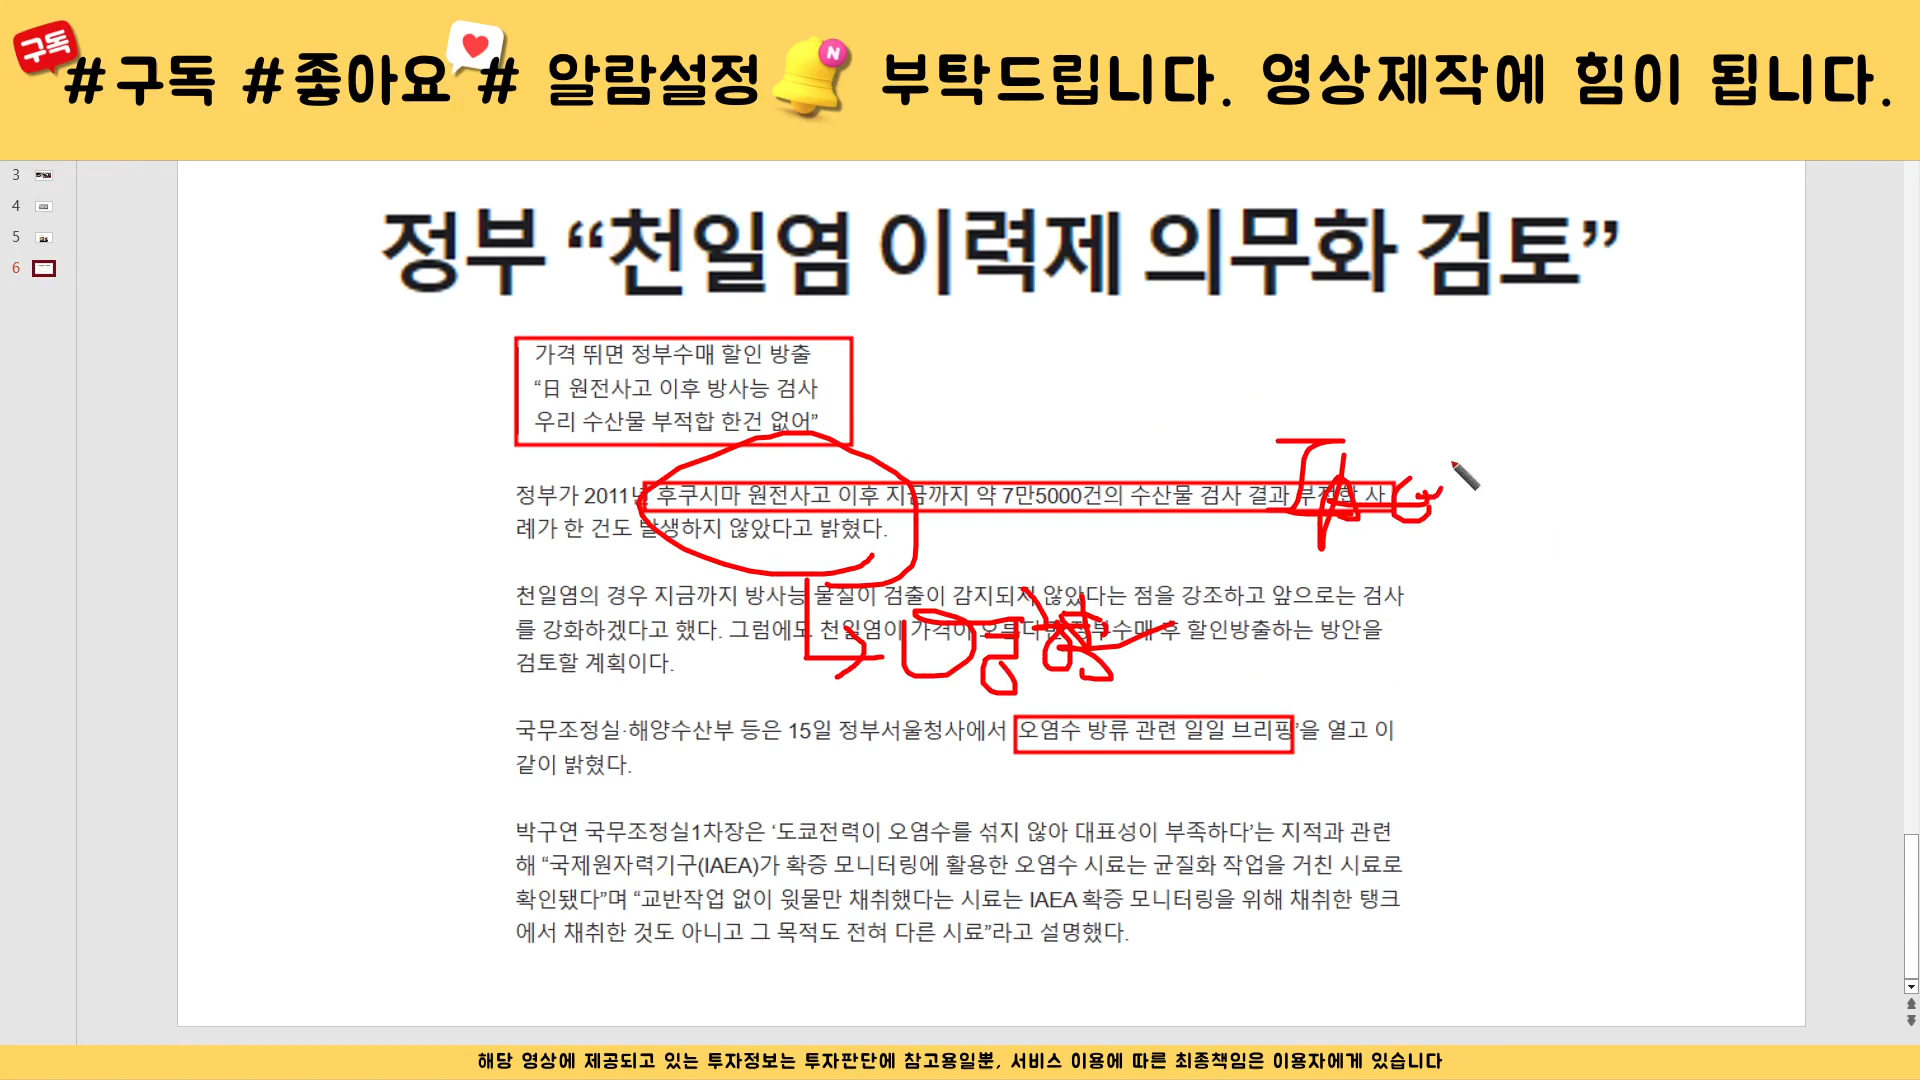 구독
#구독 #좋아요 # 알람설정 N 부탁드립니다. 영상제작에 힘이 됩니다.
3
4
5
6
정부 “천일염 이력제 의무화 검토”
가격 뛰면 정부수매 할인 방출
“日 원전사고 이후 방사능 검사
우리 수산물 부적합 한건 없어”
정부가 2011년 후쿠시마 원전사고 이후 지금까지 약 7만5000건의 수산물 검사 결과 부적합 사
례가 한 건도 발생하지 않았다고 밝혔다.
천일염의 경우 지금까지 방사능 물질이 검출이 감지되지 않았다는 점을 강조하고 앞으로는 검사
를 강화하겠다고 했다. 그럼에도 천일염이 가격이 오른다면 정부수매 후 할인방출하는 방안을
검토할 계획이다.
국무조정실·해양수산부 등은 15일 정부서울청사에서 ‘오염수 방류 관련 일일 브리핑’을 열고 이
같이 밝혔다.
박구연 국무조정실1차장은 ‘도쿄전력이 오염수를 섞지 않아 대표성이 부족하다’는 지적과 관련
해 “국제원자력기구(IAEA)가 확증 모니터링에 활용한 오염수 시료는 균질화 작업을 거친 시료로
확인됐다”며 “교반작업 없이 윗물만 채취했다는 시료는 IAEA 확증 모니터링을 위해 채취한 탱크
에서 채취한 것도 아니고 그 목적도 전혀 다른 시료”라고 설명했다.
해당 영상에 제공되고 있는 투자정보는 투자판단에 참고용일뿐, 서비스 이용에 따른 최종책임은 이용자에게 있습니다